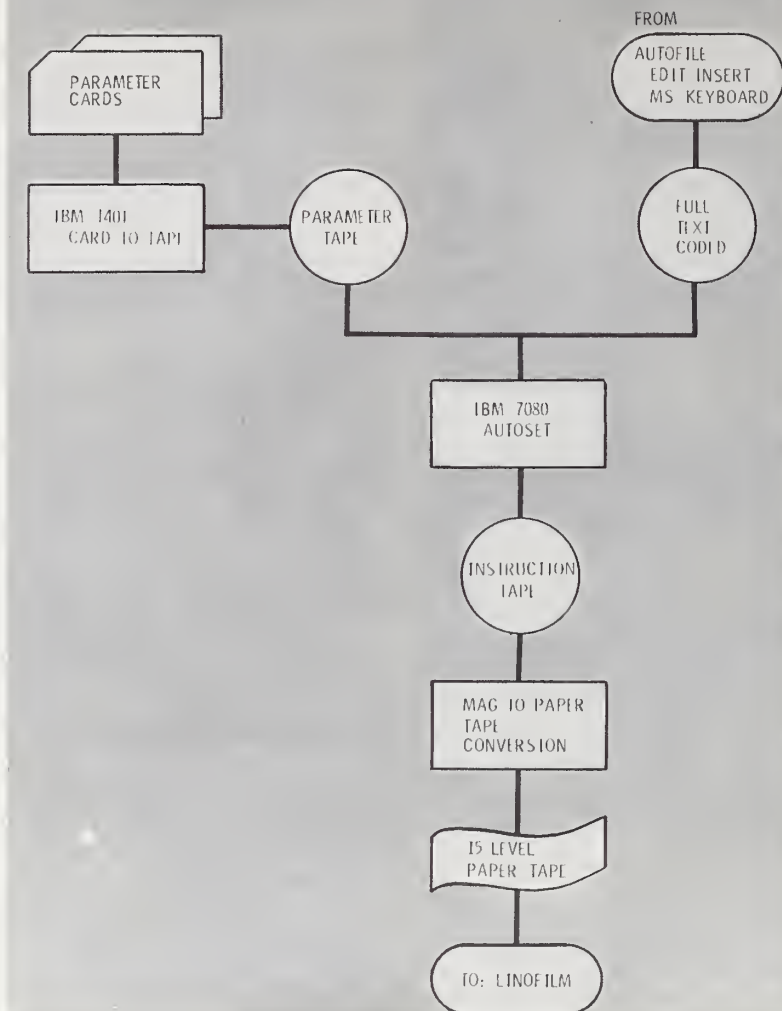 PARAMETER
CARDS
IBM 1401
CARD TO TAPE
PARAMETER
TAPE
FROM
AUTOFILE
EDIT INSERT
MS KEYBOARD
FULL
TEXT
CODED
IBM 7080
AUTOSET
INSTRUCTION
TAPE
MAG TO PAPER
TAPE
CONVERSION
15 LEVEL
PAPER TAPE
TO: LINOFILM